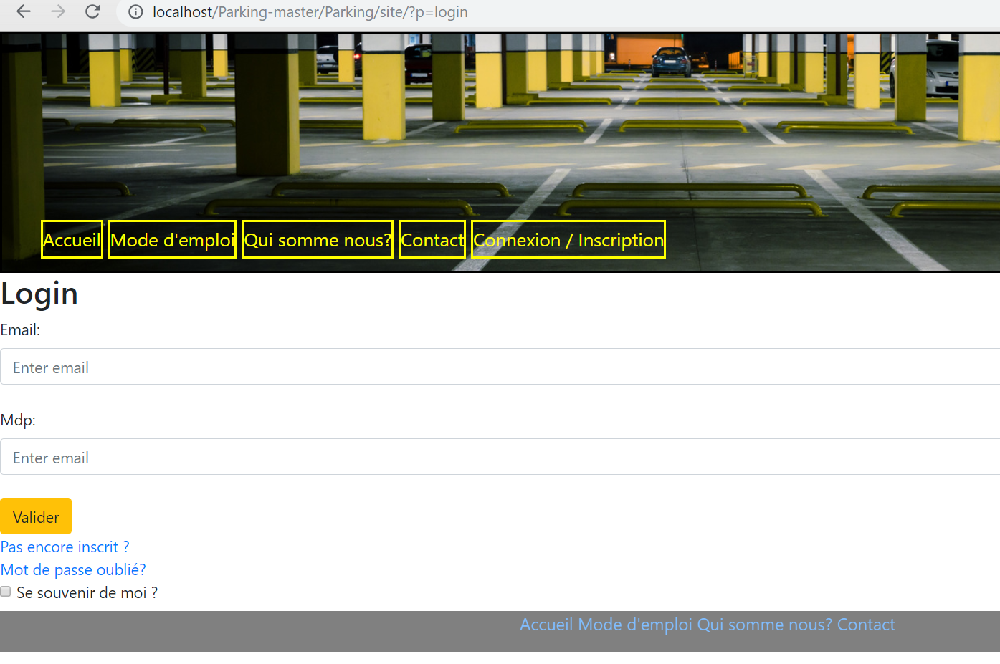 localhost/Parking-master/Parking/site/?p=login
Accueil Mode d'emploi Qui somme nous? Contact Connexion / Inscription
Login
Email:
Enter email
Mdp:
Enter email
Valider
Pas encore inscrit ?
Mot de passe oublié?
Se souvenir de moi ?
Accueil Mode d'emploi Qui somme nous? Contact